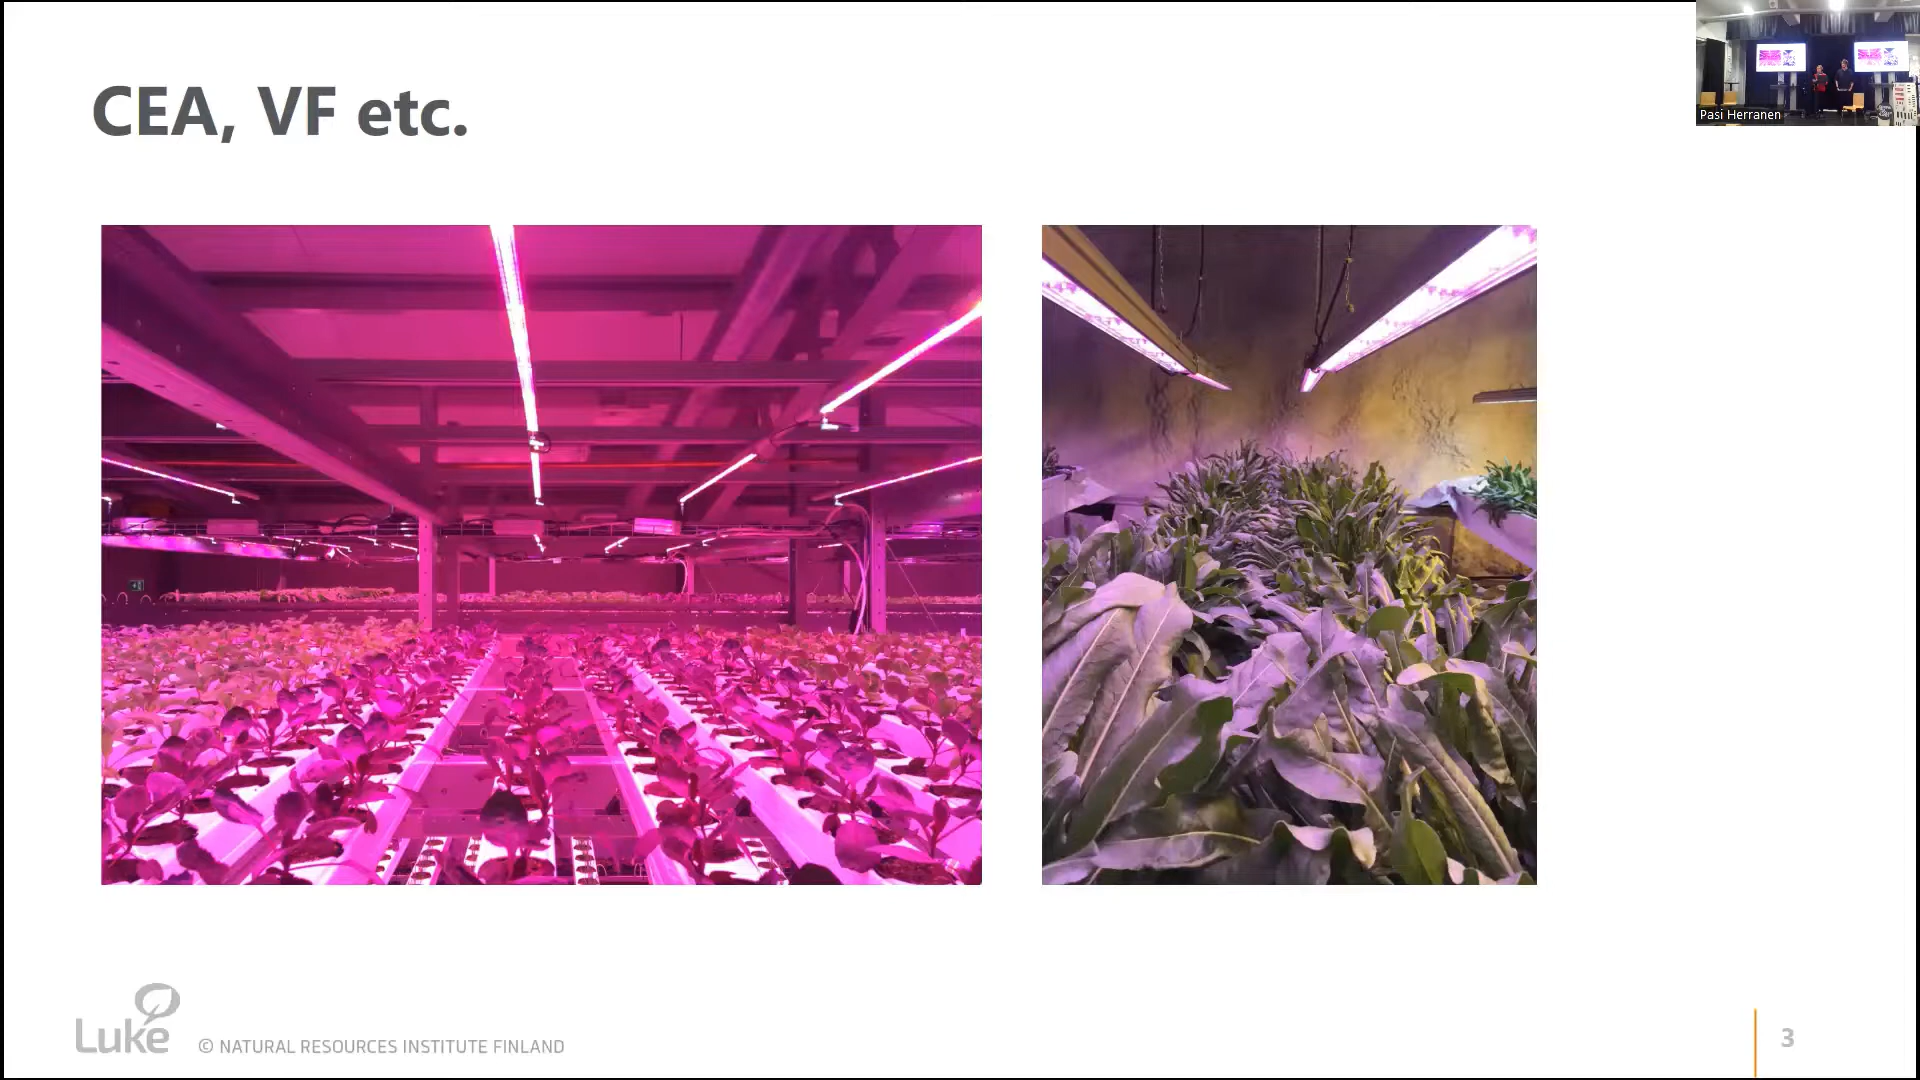 CEA, VF etc.
Pasi Herranen
Luke
© NATURAL RESOURCES INSTITUTE FINLAND
3